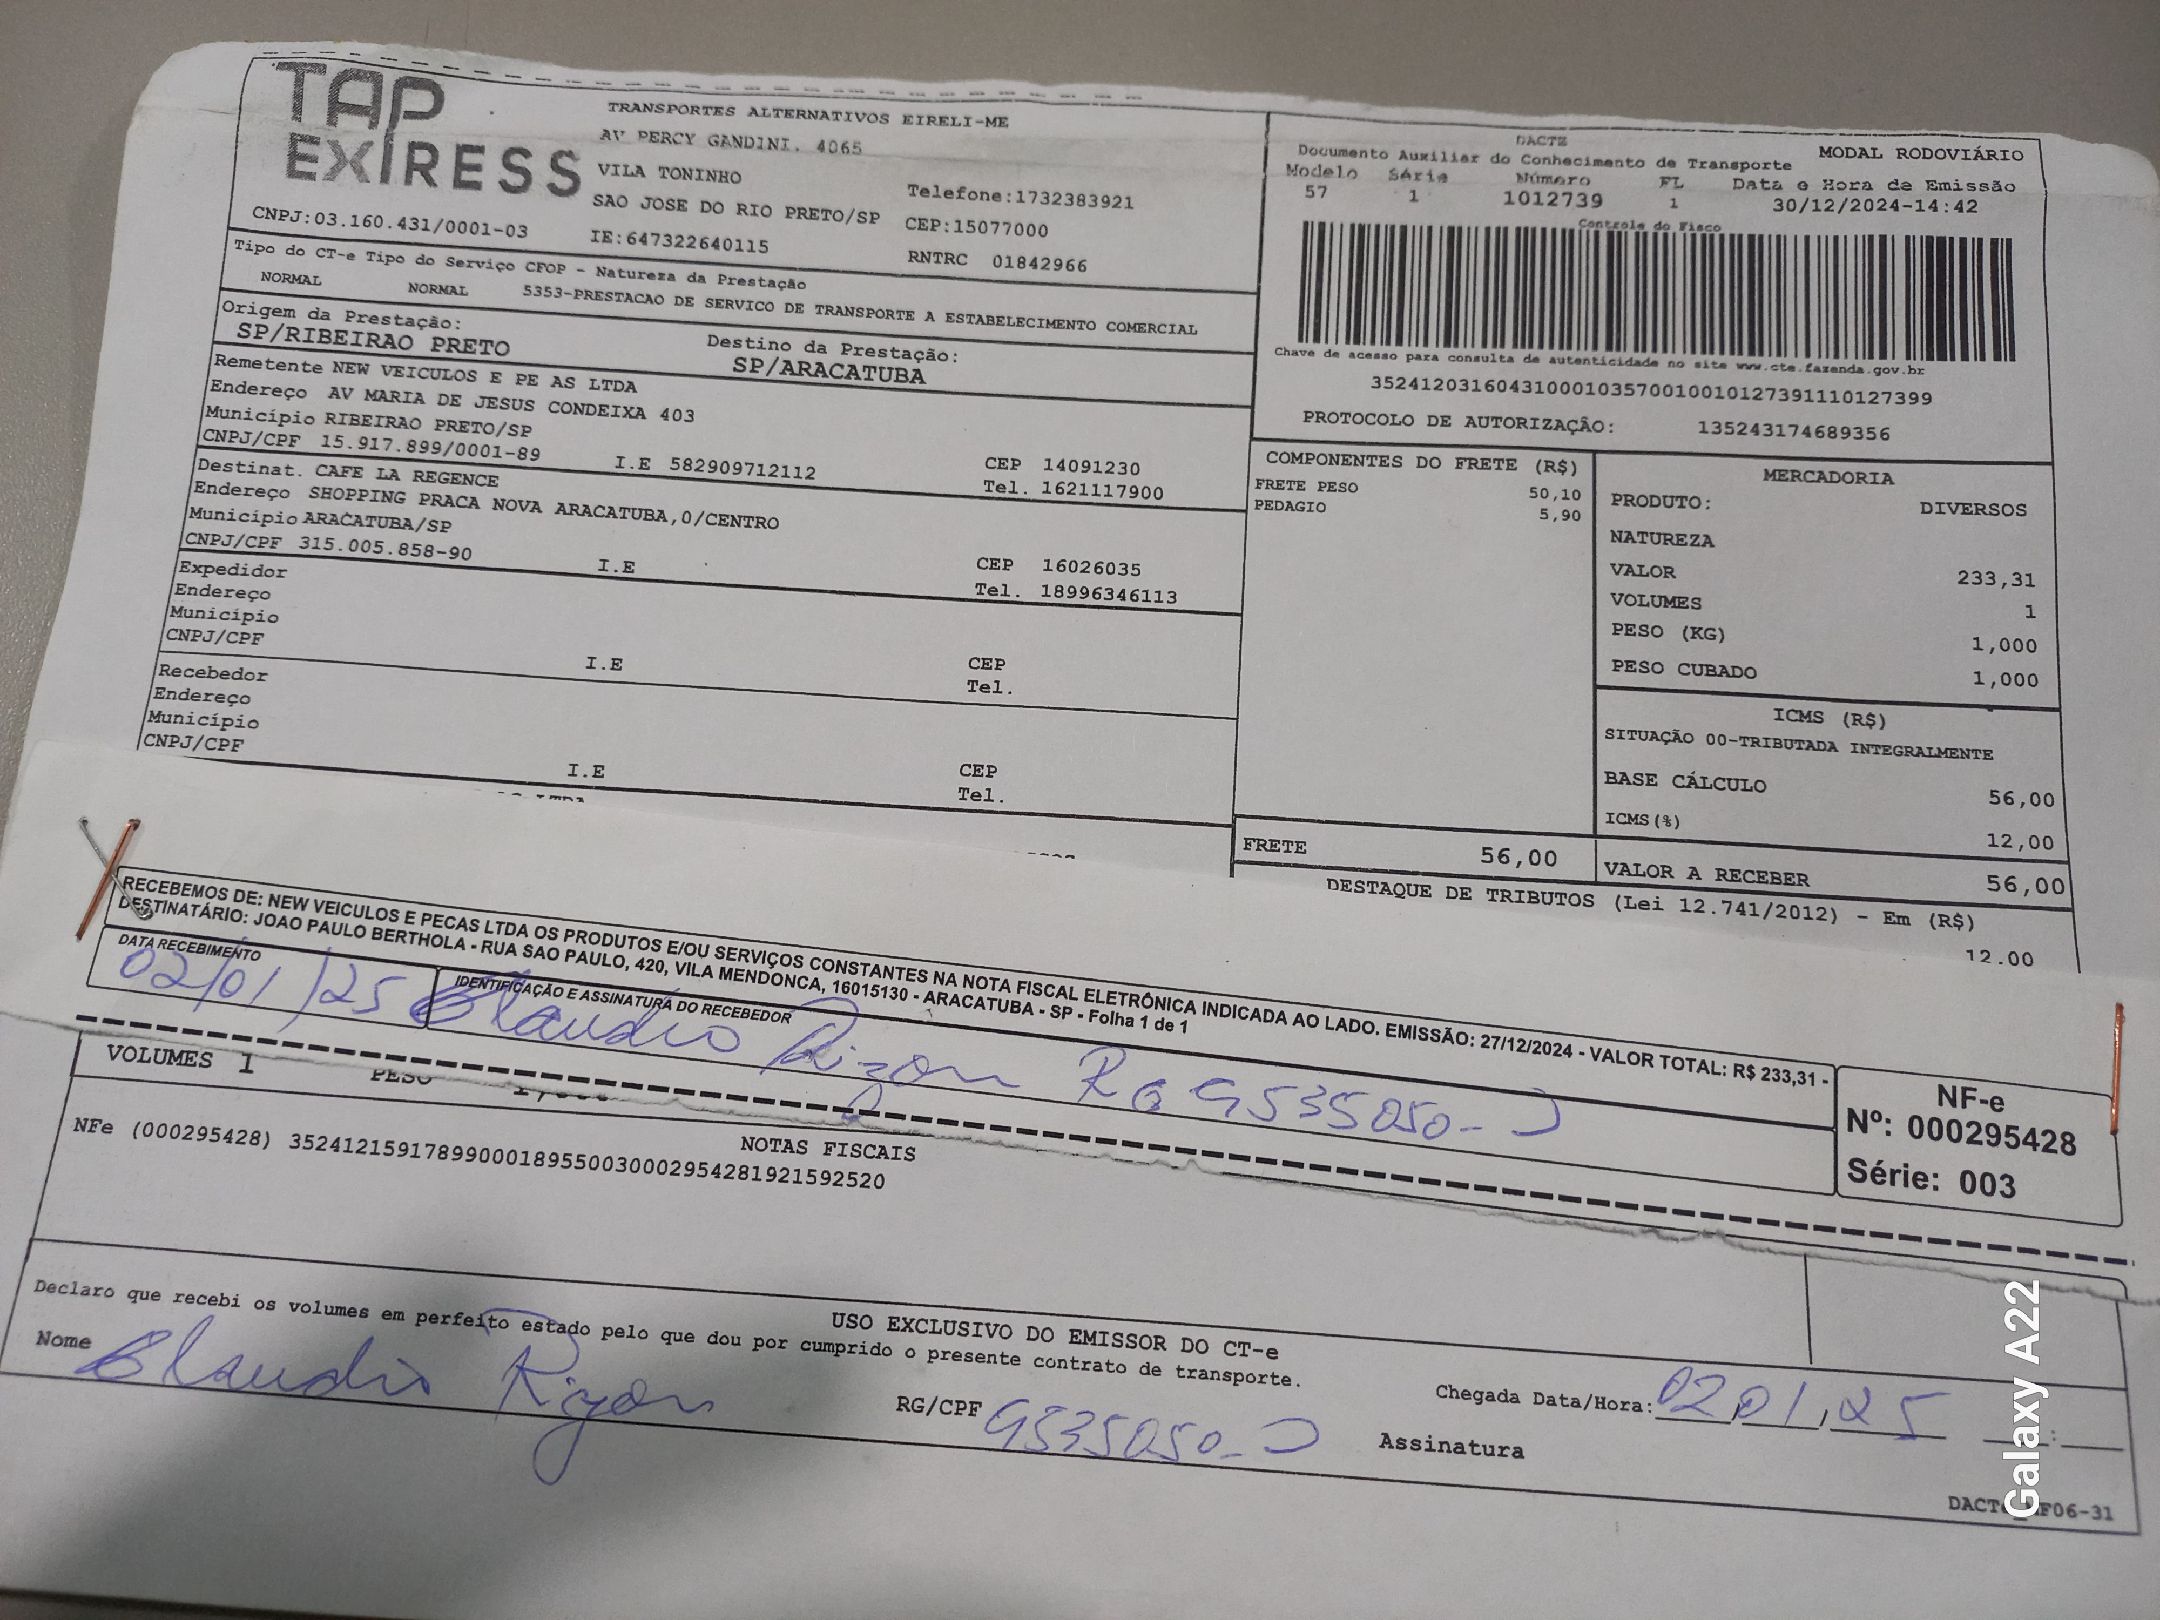 TAP
EXPRESS
TRANSPORTES ALTERNATIVOS EIRELI-ME
AV PERCY GANDINI. 4065
VILA TONINHO
SAO JOSE DO RIO PRETO/SP
Telefone:1732383921
CEP:15077000
CNPJ:03.160.431/0001-03
IE:647322640115
RNTRC 01842966
DACTE
Documento Auxiliar do Conhecimento de Transporte
MODAL RODOVIÁRIO
Modelo Série Número FL Data e Hora de Emissão
57 1 1012739 1 30/12/2024-14:42
Controle do Fisco
Chave de acesso para consulta de autenticidade no site www.cte.fazenda.gov.br
35241203160431000103570010010127391110127399
PROTOCOLO DE AUTORIZAÇÃO: 135243174689356
Tipo do CT-e Tipo do Serviço CFOP - Natureza da Prestação
NORMAL NORMAL 5353-PRESTACAO DE SERVICO DE TRANSPORTE A ESTABELECIMENTO COMERCIAL
Origem da Prestação:
SP/RIBEIRAO PRETO
Destino da Prestação:
SP/ARACATUBA
Remetente NEW VEICULOS E PE AS LTDA
Endereço AV MARIA DE JESUS CONDEIXA 403
Município RIBEIRAO PRETO/SP
CEP 14091230
CNPJ/CPF 15.917.899/0001-89 I.E 582909712112 Tel. 1621117900
Destinat. CAFE LA REGENCE
Endereço SHOPPING PRACA NOVA ARACATUBA,0/CENTRO
Município ARACATUBA/SP CEP 16026035
CNPJ/CPF 315.005.858-90 I.E Tel. 18996346113
Expedidor
Endereço
Município CEP
CNPJ/CPF I.E Tel.
Recebedor
Endereço
Município CEP
CNPJ/CPF I.E Tel.
COMPONENTES DO FRETE (R$)
FRETE PESO 50,10
PEDAGIO 5,90
FRETE 56,00
MERCADORIA
PRODUTO: DIVERSOS
NATUREZA
VALOR 233,31
VOLUMES 1
PESO (KG) 1,000
PESO CUBADO 1,000
ICMS (R$)
SITUAÇÃO 00-TRIBUTADA INTEGRALMENTE
BASE CÁLCULO 56,00
ICMS(%) 12,00
VALOR A RECEBER 56,00
DESTAQUE DE TRIBUTOS (Lei 12.741/2012) - Em (R$)
12.00
RECEBEMOS DE: NEW VEICULOS E PECAS LTDA OS PRODUTOS E/OU SERVIÇOS CONSTANTES NA NOTA FISCAL ELETRÔNICA INDICADA AO LADO. EMISSÃO: 27/12/2024 - VALOR TOTAL: R$ 233,31 -
DESTINATÁRIO: JOAO PAULO BERTHOLA - RUA SAO PAULO, 420, VILA MENDONCA, 16015130 - ARACATUBA - SP - Folha 1 de 1
DATA RECEBIMENTO
02/01/25
IDENTIFICAÇÃO E ASSINATURA DO RECEBEDOR
Claudio Rizon RG 9535050-
NF-e
Nº: 000295428
Série: 003
VOLUMES 1 PESO
NOTAS FISCAIS
NFe (000295428) 35241215917899000189550030002954281921592520
USO EXCLUSIVO DO EMISSOR DO CT-e
Declaro que recebi os volumes em perfeito estado pelo que dou por cumprido o presente contrato de transporte.
Nome Claudio Rizon
RG/CPF 9535050-
Chegada Data/Hora: 02/01/25 :
Assinatura
Galaxy A22